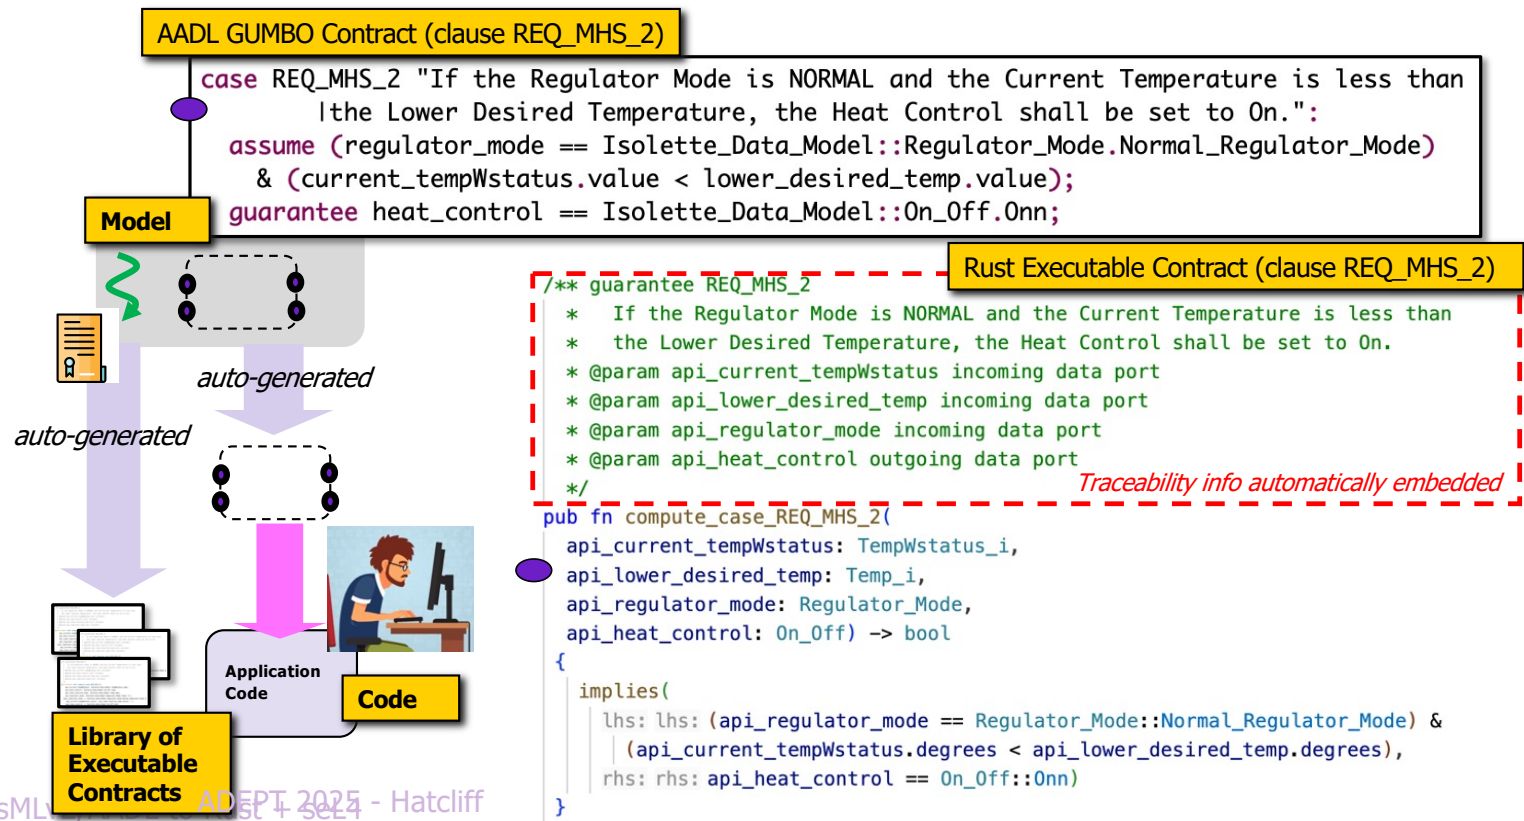 AADL GUMBO Contract (clause REQ_MHS_2)
case REQ_MHS_2 "If the Regulator Mode is NORMAL and the Current Temperature is less than
|the Lower Desired Temperature, the Heat Control shall be set to On.":
assume (regulator_mode == Isolette_Data_Model::Regulator_Mode.Normal_Regulator_Mode)
& (current_tempWstatus.value < lower_desired_temp.value);
guarantee heat_control == Isolette_Data_Model::On_Off.Onn;
Model
Rust Executable Contract (clause REQ_MHS_2)
/** guarantee REQ_MHS_2
*   If the Regulator Mode is NORMAL and the Current Temperature is less than
*   the Lower Desired Temperature, the Heat Control shall be set to On.
* @param api_current_tempWstatus incoming data port
* @param api_lower_desired_temp incoming data port
* @param api_regulator_mode incoming data port
* @param api_heat_control outgoing data port
*/
Traceability info automatically embedded
auto-generated
auto-generated
pub fn compute_case_REQ_MHS_2(
api_current_tempWstatus: TempWstatus_i,
api_lower_desired_temp: Temp_i,
api_regulator_mode: Regulator_Mode,
api_heat_control: On_Off) -> bool
{
implies(
lhs: lhs: (api_regulator_mode == Regulator_Mode::Normal_Regulator_Mode) &
(api_current_tempWstatus.degrees < api_lower_desired_temp.degrees),
rhs: rhs: api_heat_control == On_Off::Onn)
}
Application
Code
Code
Library of
Executable
Contracts
ADEPT 2025 - Hatcliff